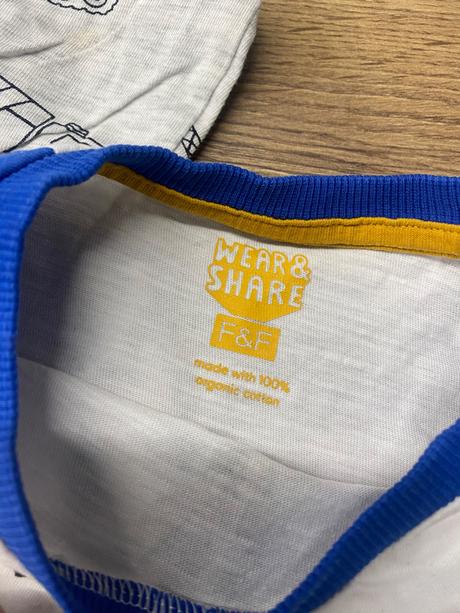 WEAR&
SHARE
F&F
made with 100%
organic cotton